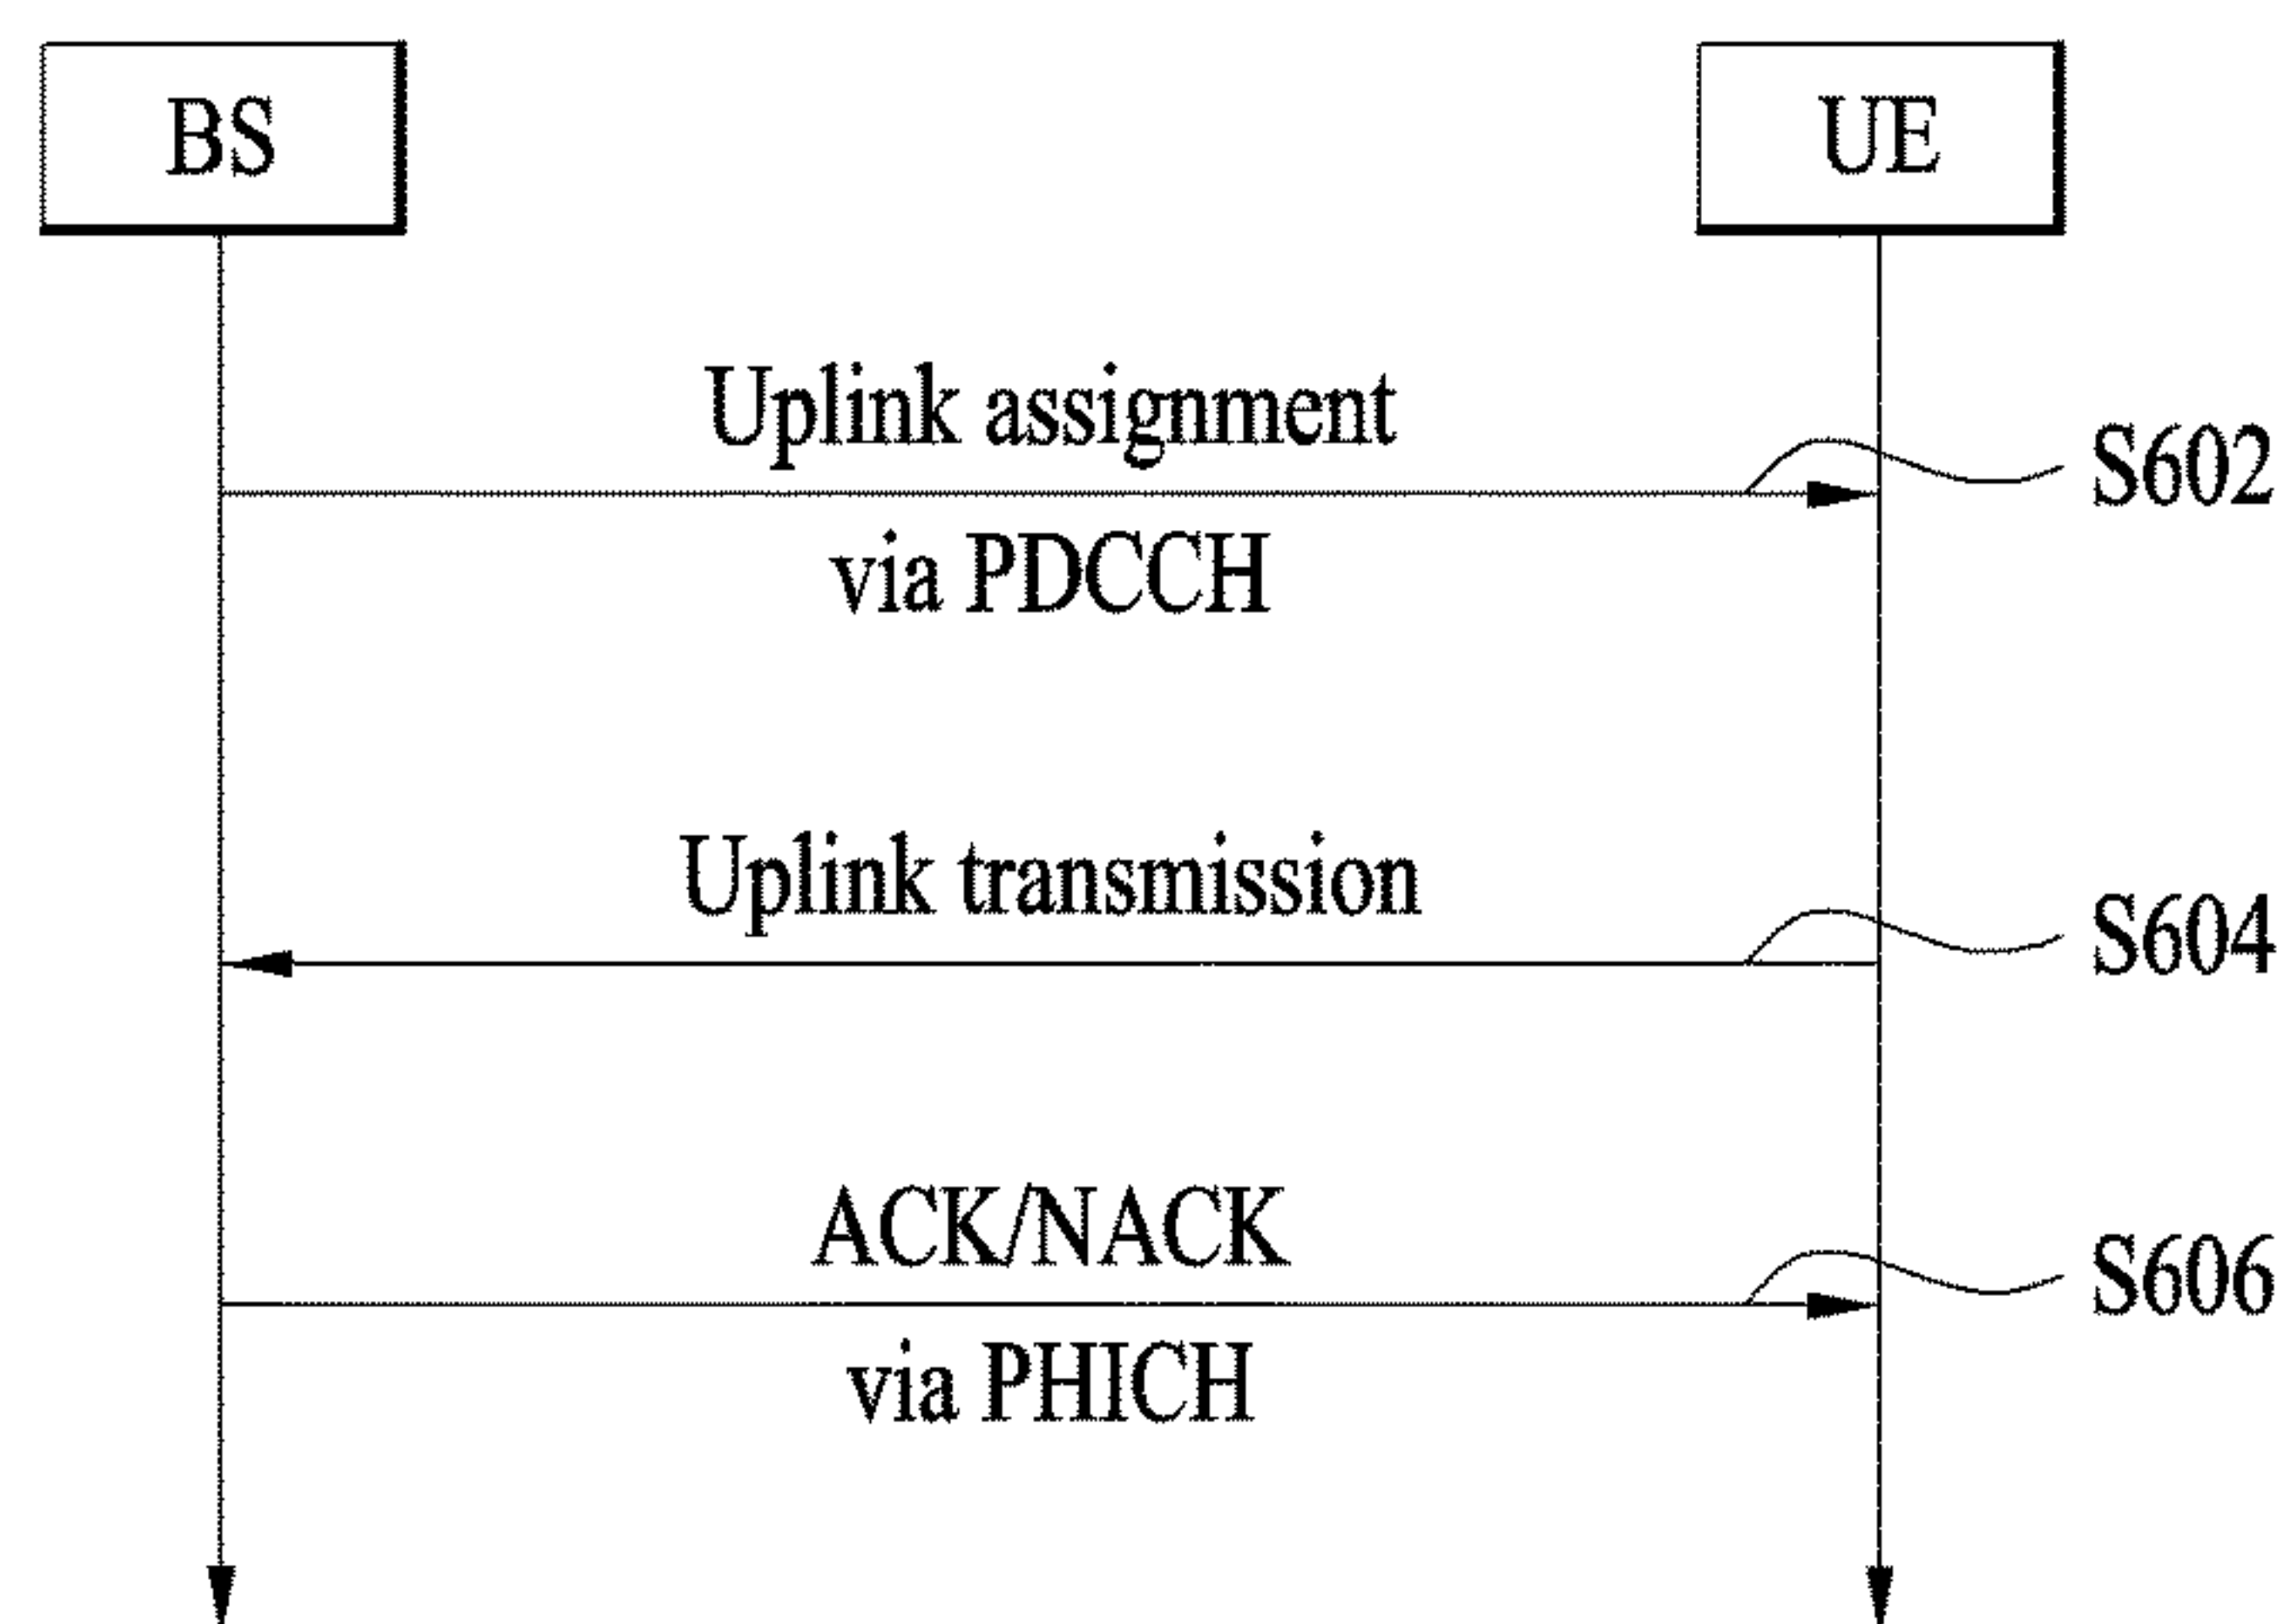 BS
UE
Uplink assignment
S602
via PDCCH
Uplink transmission
S604
ACK/NACK
S606
via PHICH